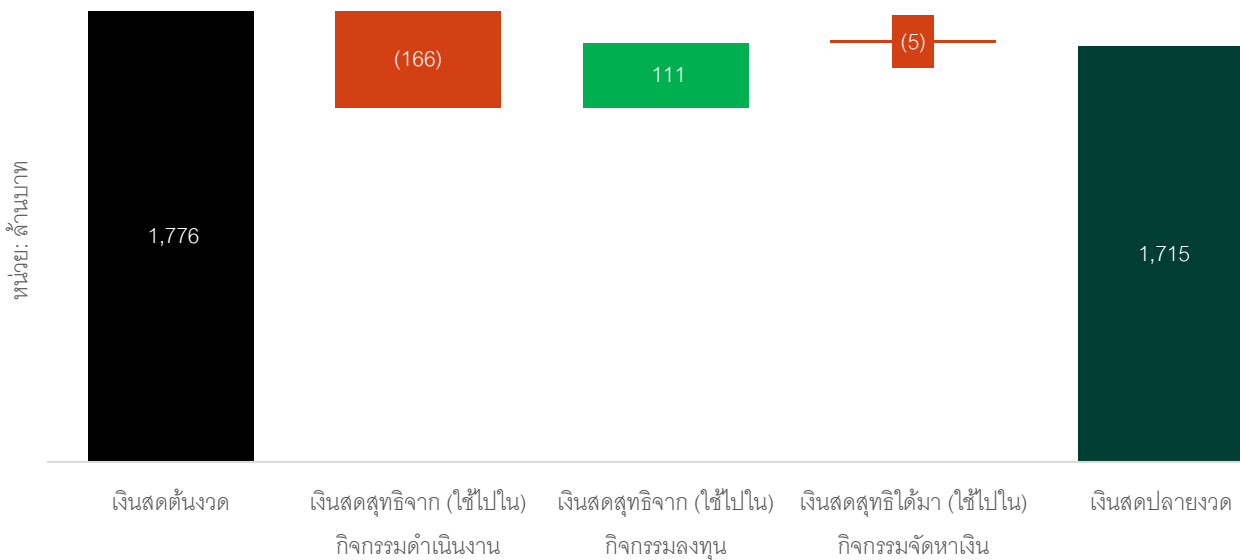 (166)
111
(5)
1,776
1,715
หน่วย: ล้านบาท
เงินสดต้นงวด
เงินสดสุทธิจาก (ใช้ไปใน)
กิจกรรมดำเนินงาน
เงินสดสุทธิจาก (ใช้ไปใน)
กิจกรรมลงทุน
เงินสดสุทธิได้มา (ใช้ไปใน)
กิจกรรมจัดหาเงิน
เงินสดปลายงวด